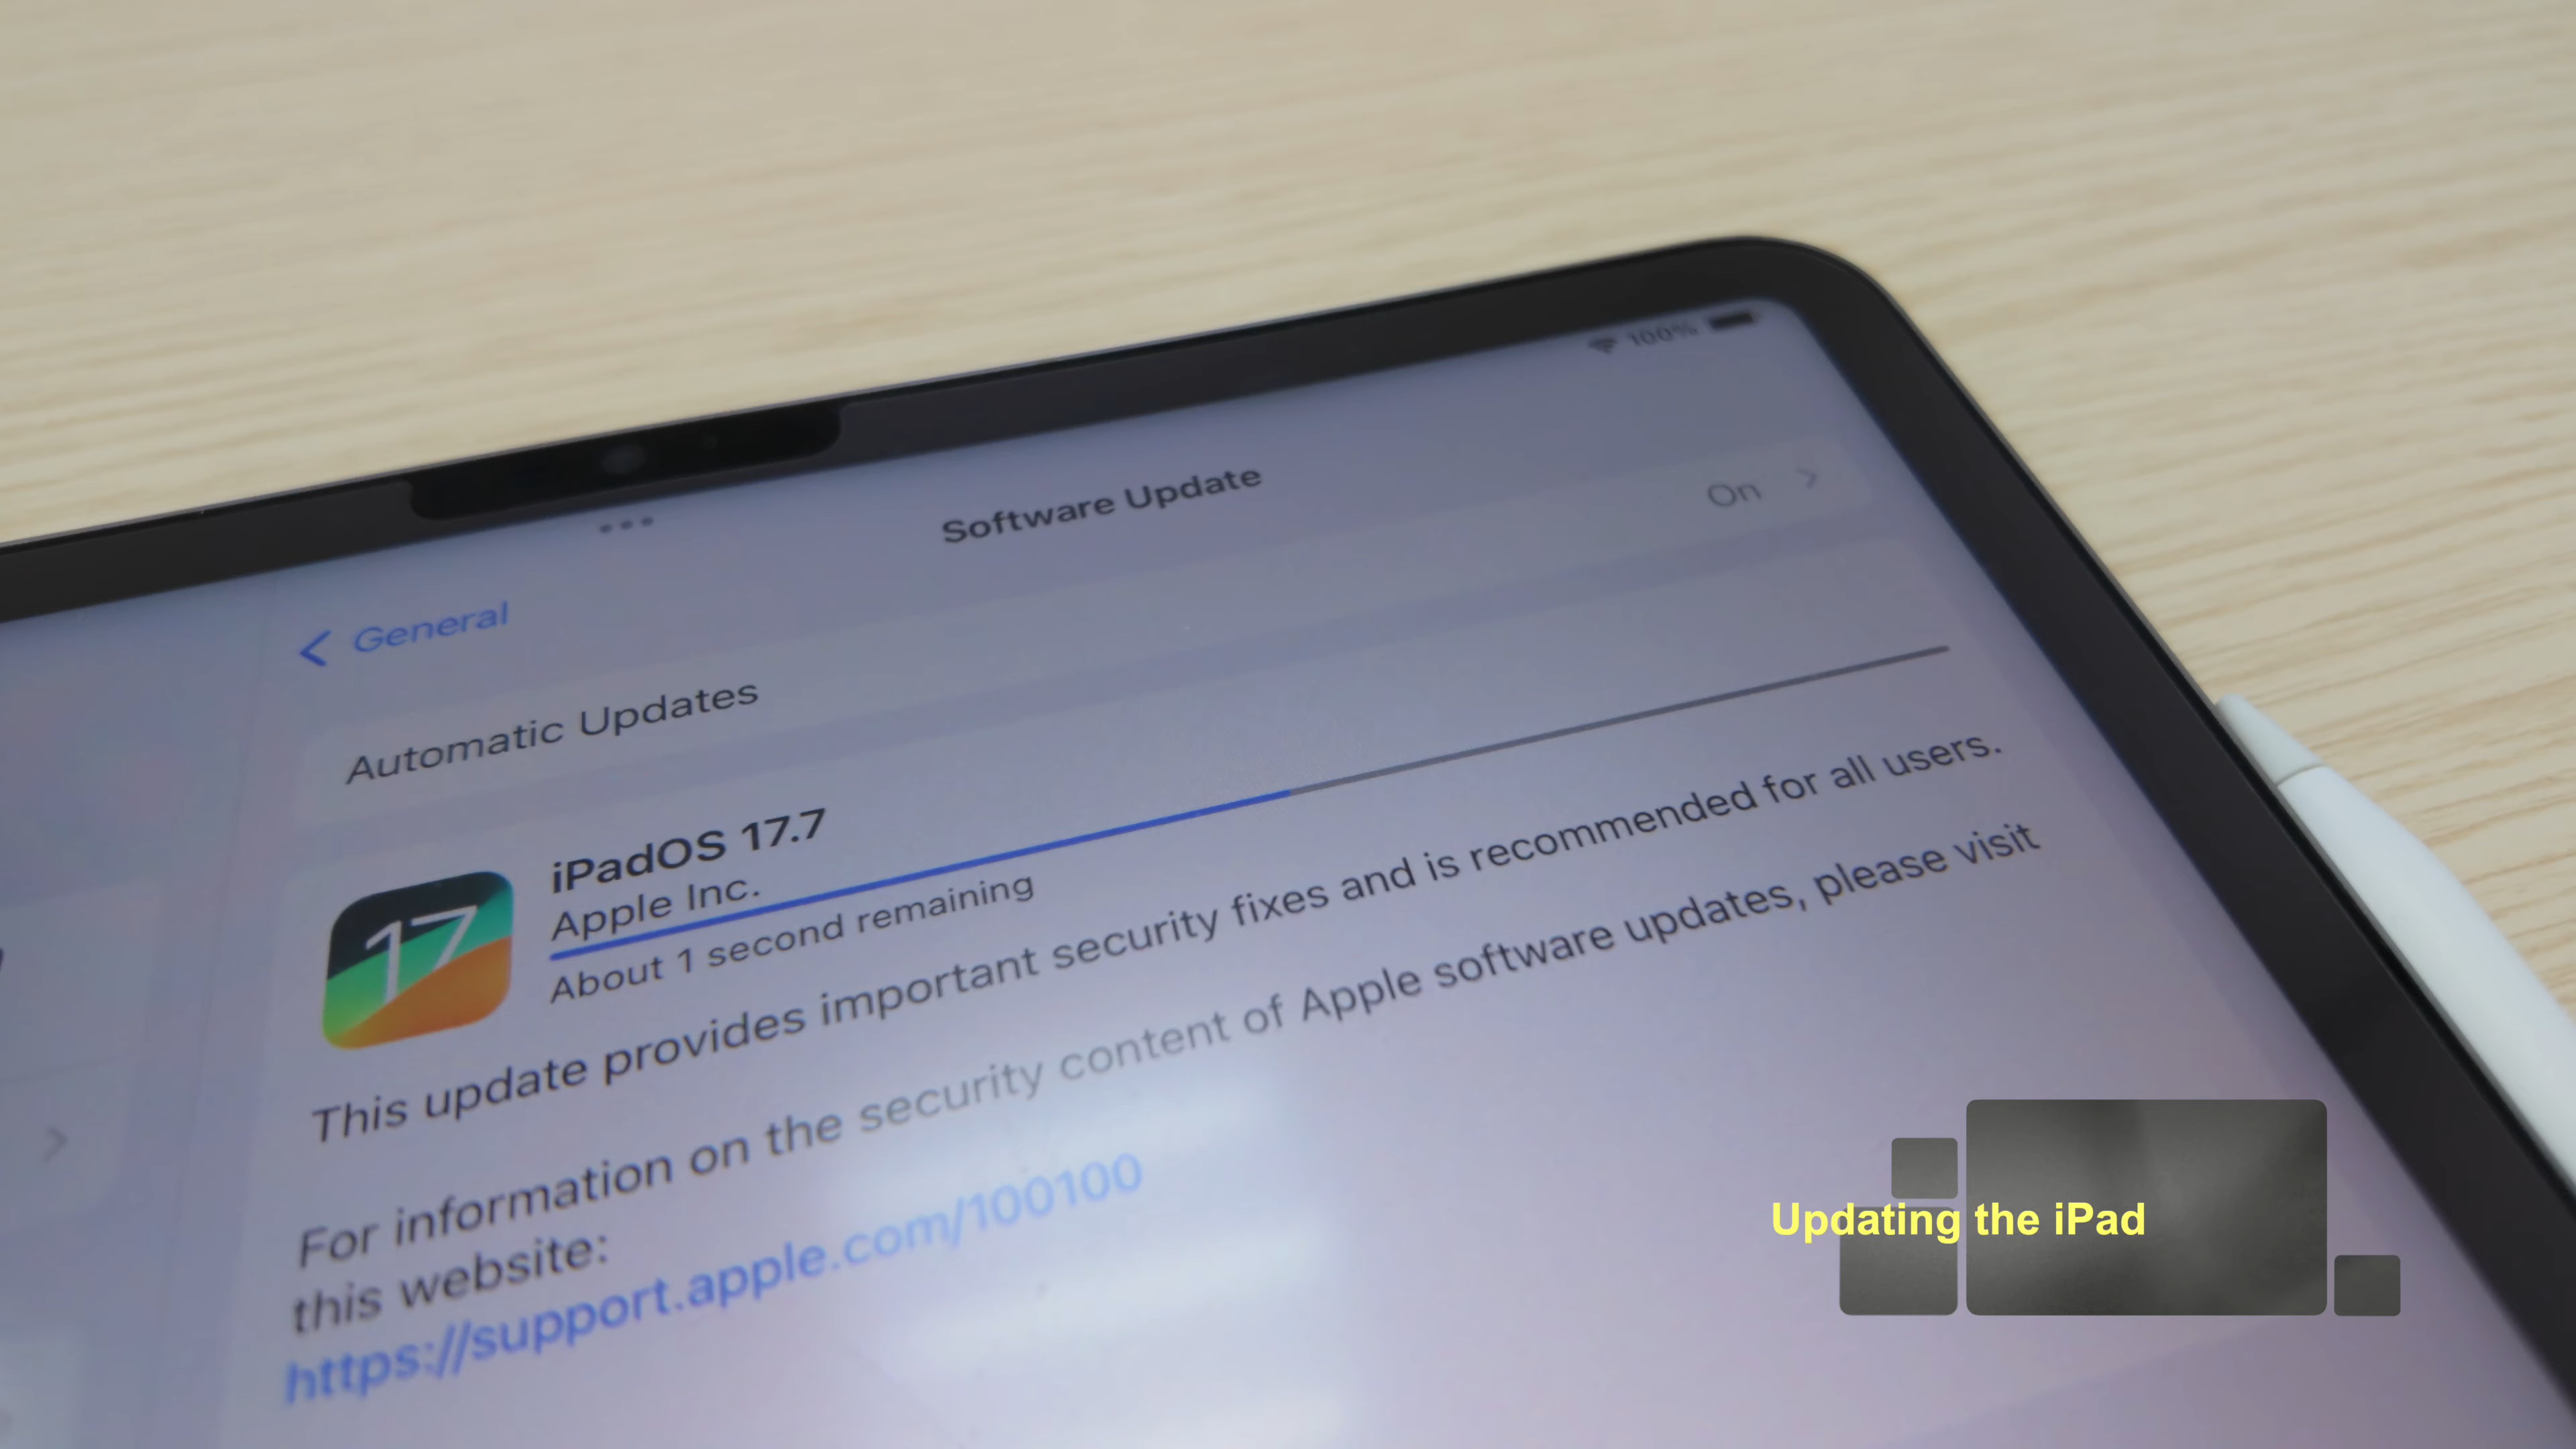 100%
Software Update
General
Automatic Updates On
17
iPadOS 17.7
Apple Inc.
About 1 second remaining
This update provides important security fixes and is recommended for all users.
For information on the security content of Apple software updates, please visit
this website:
https://support.apple.com/100100
Updating the iPad